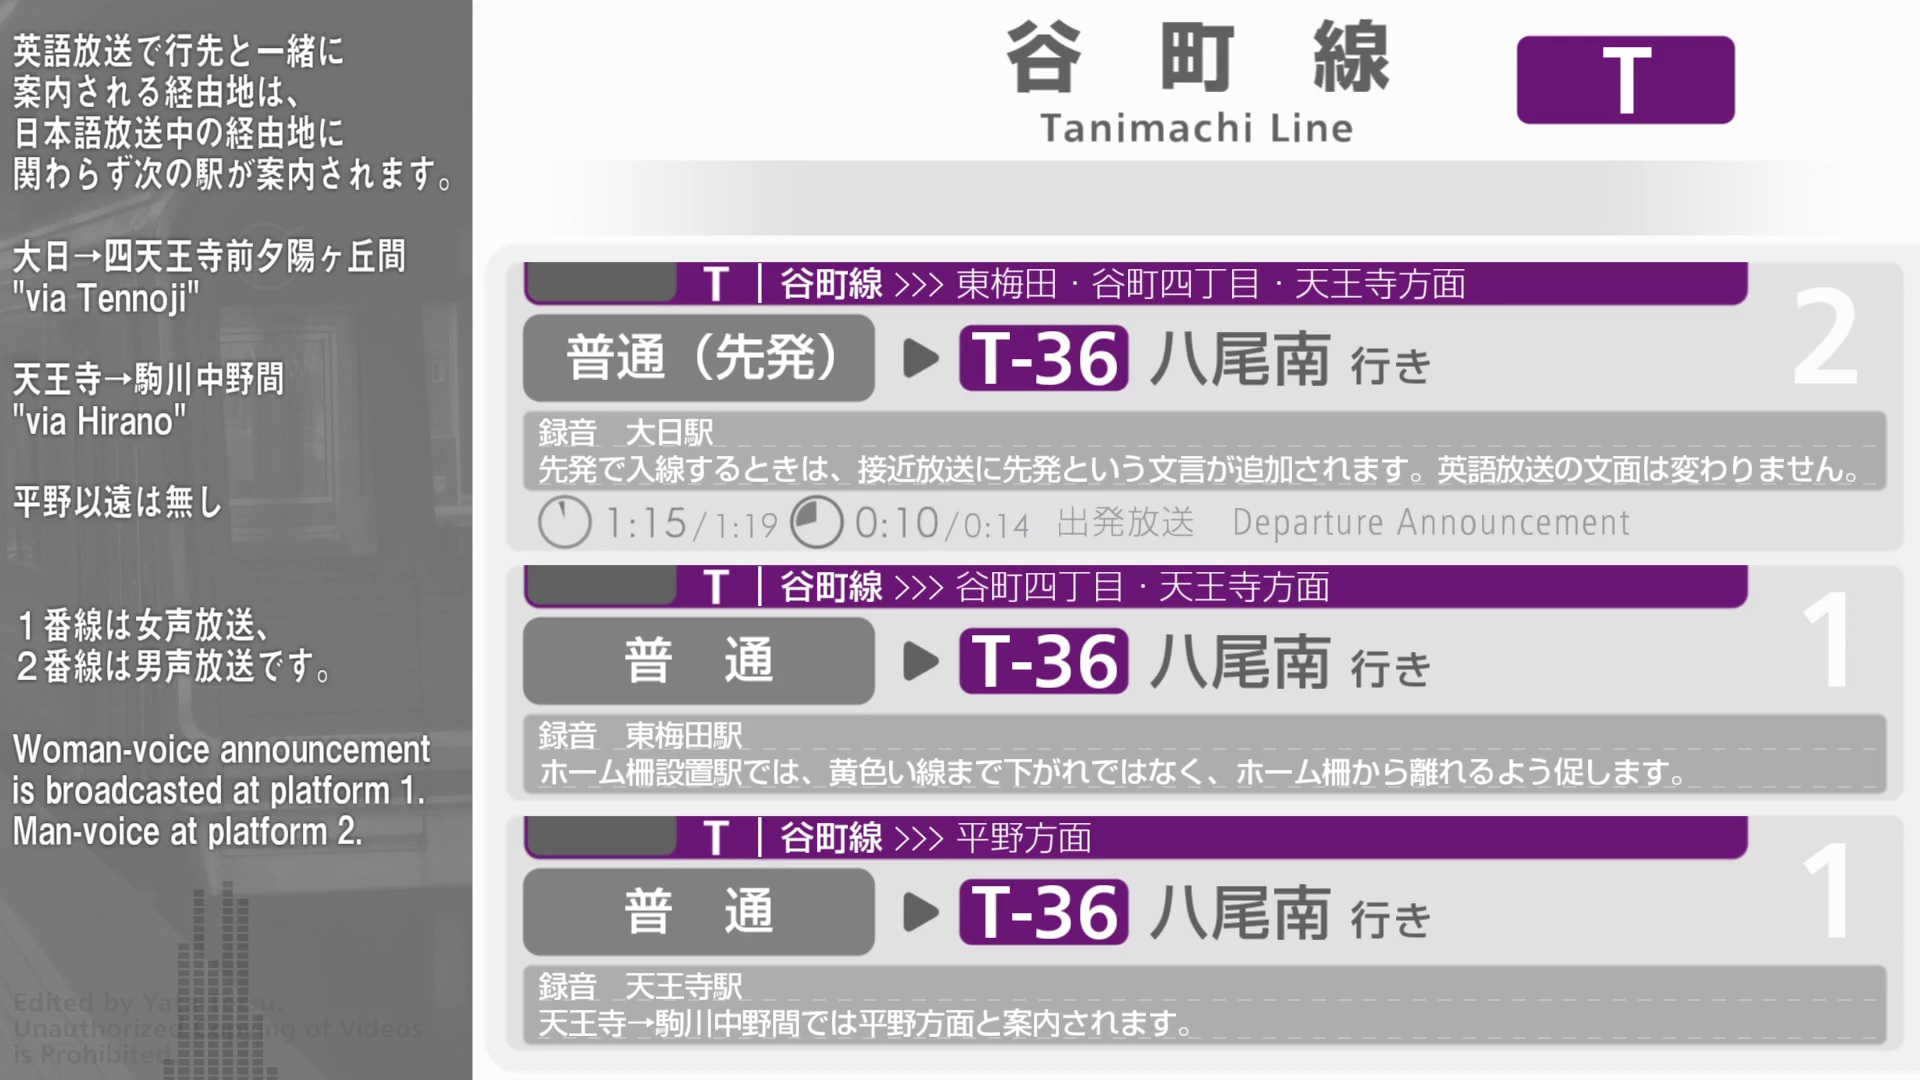 英語放送で行先と一緒に
案内される経由地は、
日本語放送中の経由地に
関わらず次の駅が案内されます。
大日→四天王寺前夕陽ヶ丘間
"via Tennoji"
天王寺→駒川中野間
"via Hirano"
平野以遠は無し
１番線は女声放送、
２番線は男声放送です。
Woman-voice announcement
is broadcasted at platform 1.
Man-voice at platform 2.
Unauthorized
of Videos
is Prohibited
谷町線
Tanimachi Line
T
T | 谷町線 >>> 東梅田・谷町四丁目・天王寺方面
2
普通（先発） ▶ T-36 八尾南 行き
録音　大日駅
先発で入線するときは、接近放送に先発という文言が追加されます。英語放送の文面は変わりません。
1:15/1:19 0:10/0:14 出発放送 Departure Announcement
T | 谷町線 >>> 谷町四丁目・天王寺方面
1
普　通 ▶ T-36 八尾南 行き
録音　東梅田駅
ホーム柵設置駅では、黄色い線まで下がれではなく、ホーム柵から離れるよう促します。
T | 谷町線 >>> 平野方面
1
普　通 ▶ T-36 八尾南 行き
録音　天王寺駅
天王寺→駒川中野間では平野方面と案内されます。